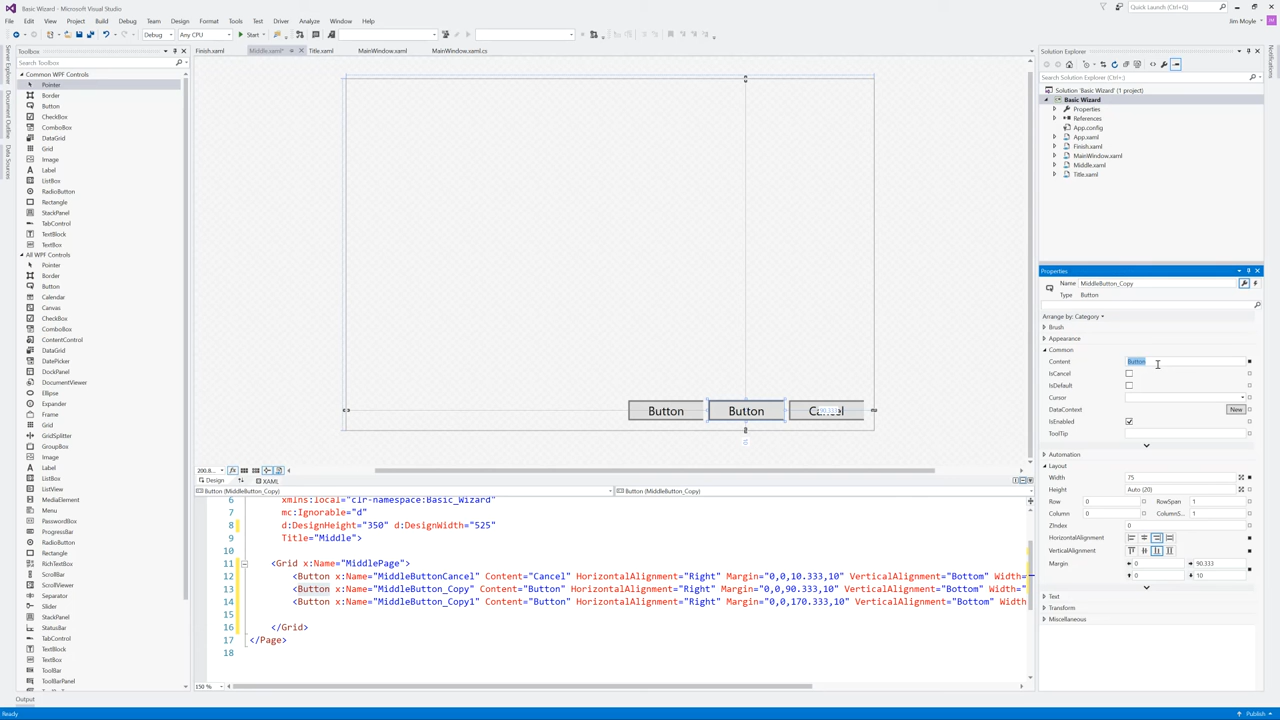 Basic Wizard - Microsoft Visual Studio
Quick Launch (Ctrl+Q)
File Edit View Project Build Debug Team Design Format Tools Test Driver Analyze Window Help
Jim Moyle
JM
Debug Any CPU Start
Server Explorer
Document Outline
Data Sources
Toolbox
Search Toolbox
Common WPF Controls
Pointer
Border
Button
CheckBox
ComboBox
DataGrid
Grid
Image
Label
ListBox
RadioButton
Rectangle
StackPanel
TabControl
TextBlock
TextBox
All WPF Controls
Pointer
Border
Button
Calendar
Canvas
CheckBox
ComboBox
ContentControl
DataGrid
DatePicker
DockPanel
DocumentViewer
Ellipse
Expander
Frame
Grid
GridSplitter
GroupBox
Image
Label
ListBox
ListView
MediaElement
Menu
PasswordBox
ProgressBar
RadioButton
Rectangle
RichTextBox
ScrollBar
ScrollViewer
Separator
Slider
StackPanel
StatusBar
TabControl
TextBlock
TextBox
ToolBar
ToolBarPanel
Output
Finish.xaml Middle.xaml* Title.xaml MainWindow.xaml MainWindow.xaml.cs
Button Button Cancel
200.8...
Design XAML
Button (MiddleButton_Copy) Button (MiddleButton_Copy)
6 xmlns:local="clr-namespace:Basic_Wizard"
7 mc:Ignorable="d"
8 d:DesignHeight="350" d:DesignWidth="525"
9 Title="Middle">
10
11 <Grid x:Name="MiddlePage">
12 <Button x:Name="MiddleButtonCancel" Content="Cancel" HorizontalAlignment="Right" Margin="0,0,10.333,10" VerticalAlignment="Bottom" Width=
13 <Button x:Name="MiddleButton_Copy" Content="Button" HorizontalAlignment="Right" Margin="0,0,90.333,10" VerticalAlignment="Bottom" Width="
14 <Button x:Name="MiddleButton_Copy1" Content="Button" HorizontalAlignment="Right" Margin="0,0,170.333,10" VerticalAlignment="Bottom" Width
15
16 </Grid>
17 </Page>
18
150 %
Solution Explorer
Search Solution Explorer (Ctrl+;)
Solution 'Basic Wizard' (1 project)
Basic Wizard
Properties
References
App.config
App.xaml
Finish.xaml
MainWindow.xaml
Middle.xaml
Title.xaml
Notifications
Properties
Name MiddleButton_Copy
Type Button
Arrange by: Category
Brush
Appearance
Common
Content Button
IsCancel
IsDefault
Cursor
DataContext New
IsEnabled
ToolTip
Automation
Layout
Width 75
Height Auto (20)
Row 0 RowSpan 1
Column 0 ColumnS... 1
ZIndex 0
HorizontalAlignment
VerticalAlignment
Margin 0 90.333
0 10
Text
Transform
Miscellaneous
Publish